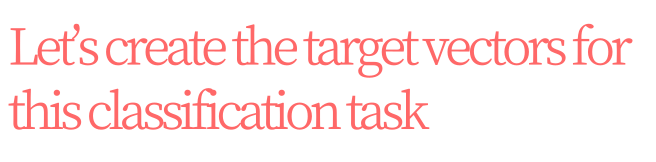 Let’s create the target vectors for
this classification task